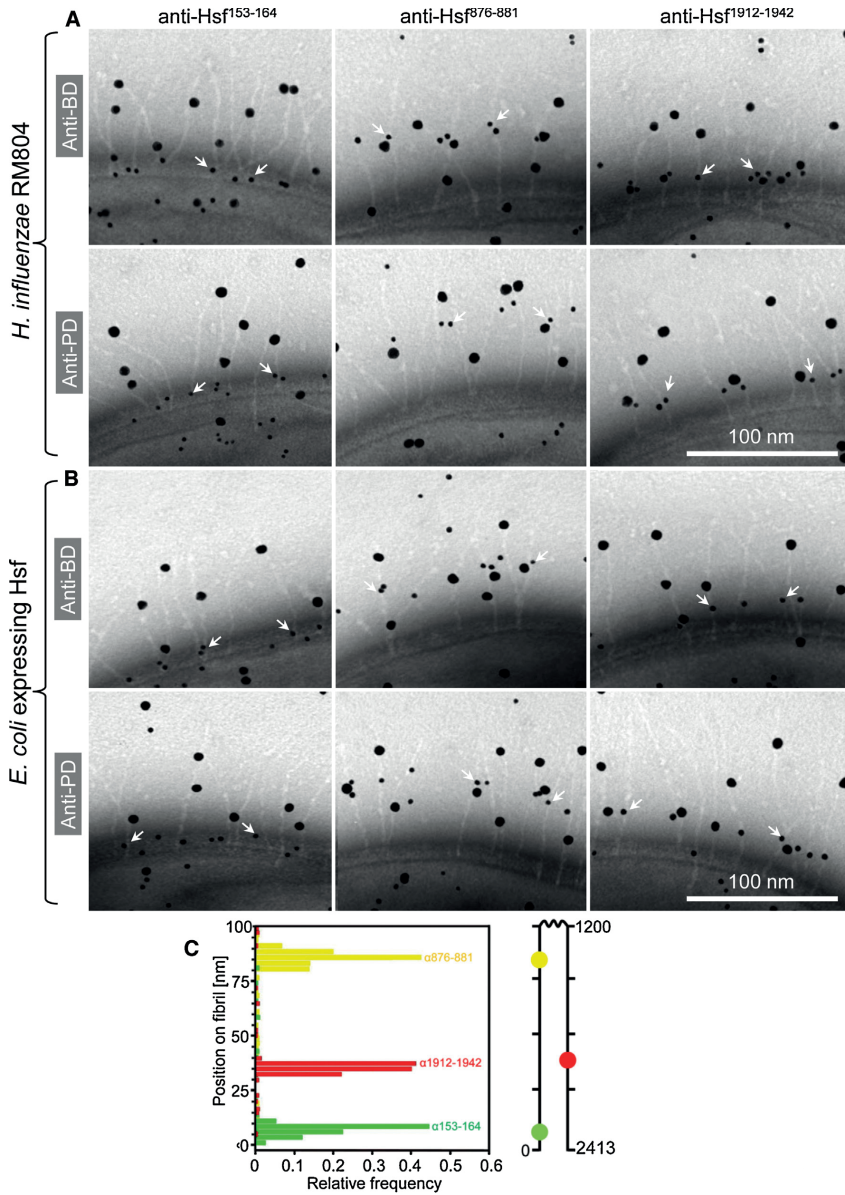 A
anti-Hsf153-164
anti-Hsf876-881
anti-Hsf1912-1942
H. influenzae RM804
Anti-BD
Anti-PD
100 nm
B
E. coli expressing Hsf
Anti-BD
Anti-PD
100 nm
C
Position on fibril [nm]
100
75
50
25
0
α876-881
α1912-1942
α153-164
0
0.1
0.2
0.3
0.4
0.5
0.6
Relative frequency
1200
0
2413